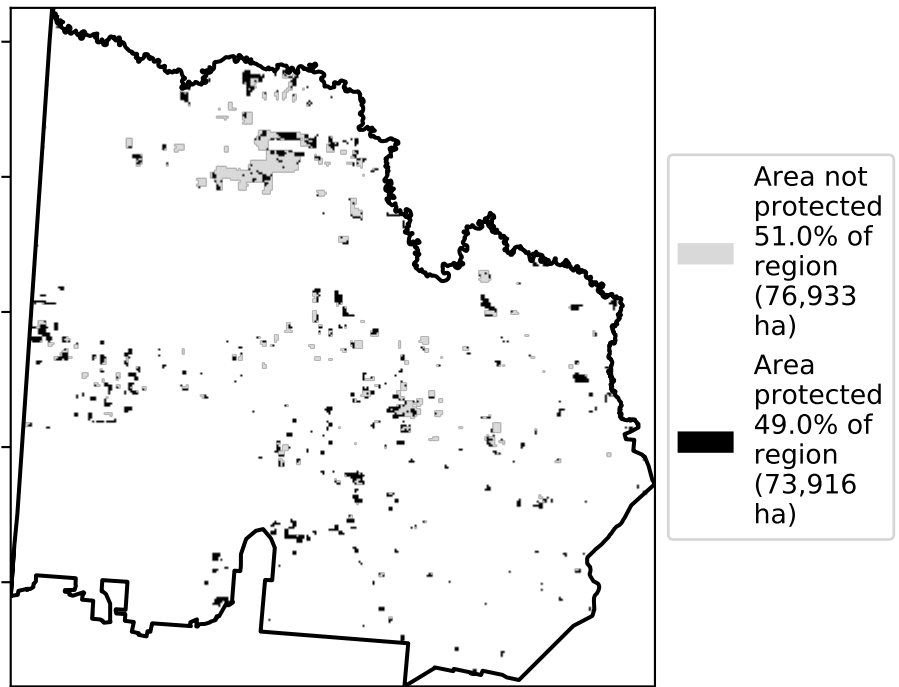 Area not
protected
51.0% of
region
(76,933
ha)
Area
protected
49.0% of
region
(73,916
ha)